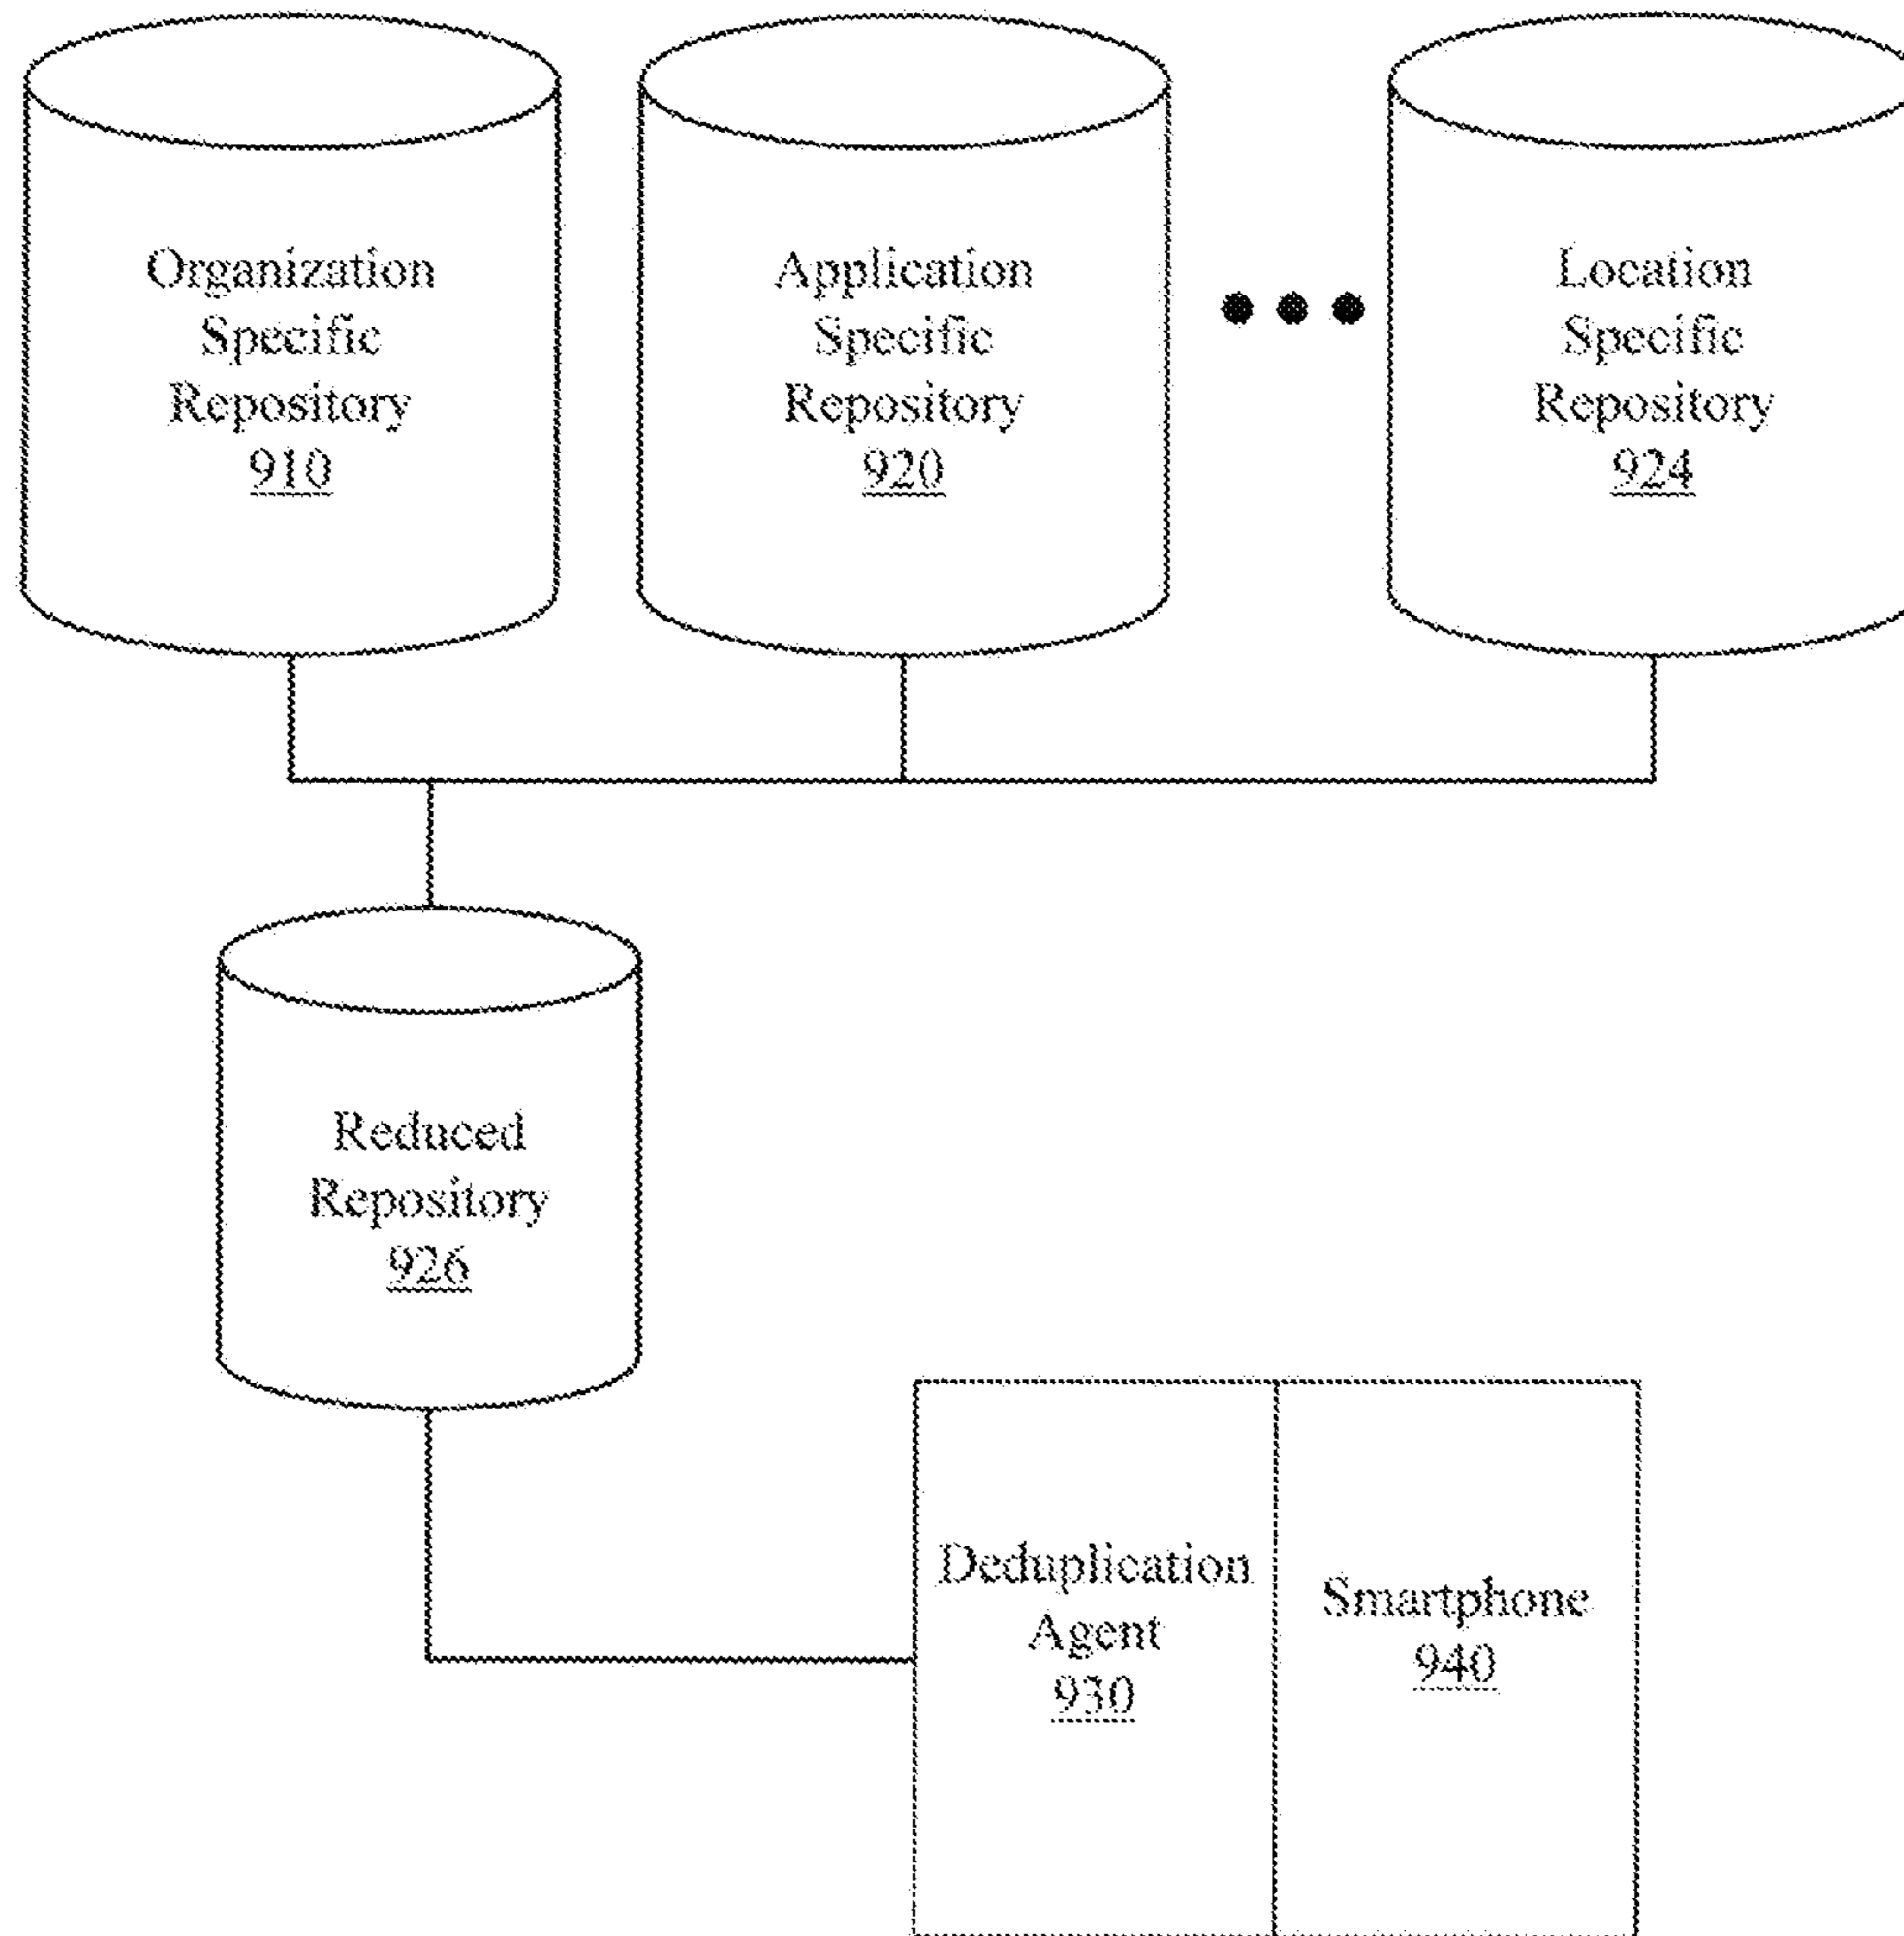 Organization
Specific
Repository
910
Application
Specific
Repository
920
Location
Specific
Repository
924
Reduced
Repository
926
Deduplication
Agent
930
Smartphone
940